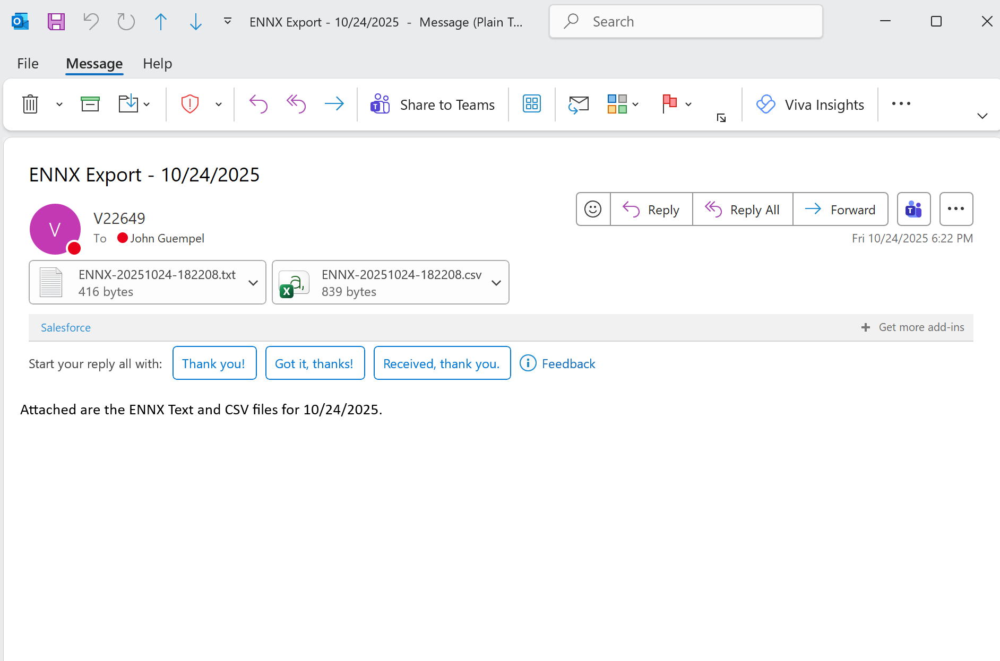 ENNX Export - 10/24/2025 - Message (Plain T...
Search
File Message Help
Share to Teams
Viva Insights
ENNX Export - 10/24/2025
V
V22649
To John Guempel
Reply
Reply All
Forward
Fri 10/24/2025 6:22 PM
ENNX-20251024-182208.txt
416 bytes
ENNX-20251024-182208.csv
839 bytes
Salesforce
+ Get more add-ins
Start your reply all with: Thank you! Got it, thanks! Received, thank you. Feedback
Attached are the ENNX Text and CSV files for 10/24/2025.